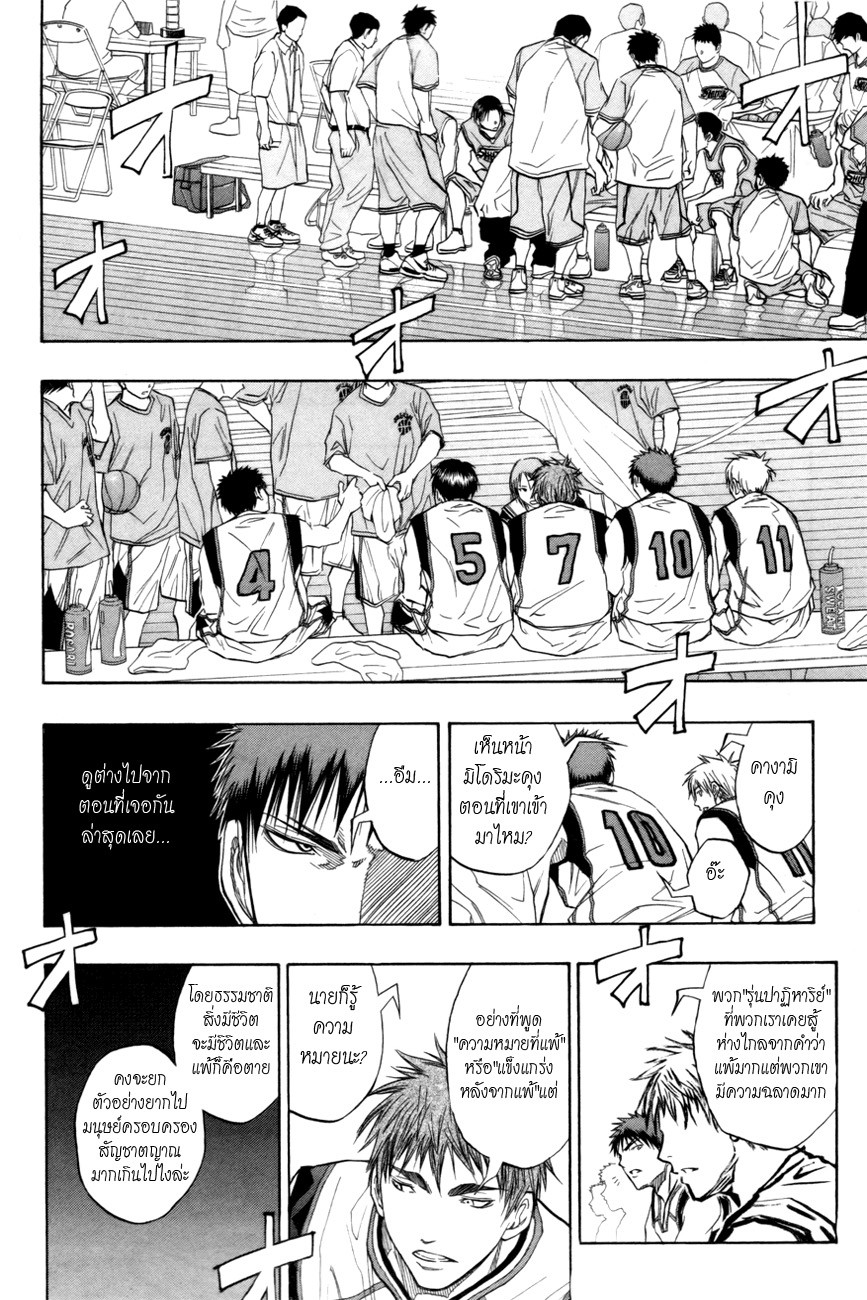 オ
オ
オ
オ
4
5
7
10
11
オ
オ
คางามิ
คุง
อ๊ะ
เห็นหน้า
มิโดริมะคุง
ตอนที่เขาเข้า
มาไหม?
10
11
...อืม...
ดูต่างไปจาก
ตอนที่เจอกัน
ล่าสุดเลย...
オ
オ
พวก"รุ่นปาฏิหาริย์"
ที่พวกเราเคยสู้
ห่างไกลจากคำว่า
แพ้มากแต่พวกเขา
มีความฉลาดมาก
อย่างที่พูด
"ความหมายที่แพ้"
หรือ"แข็งแกร่ง
หลังจากแพ้"แต่
นายก็รู้
ความ
หมายนะ?
โดยธรรมชาติ
สิ่งมีชีวิต
จะมีชีวิตและ
แพ้ก็คือตาย
คงจะยก
ตัวอย่างยากไป
มนุษย์ครอบครอง
สัญชาตญาณ
มากเกินไปไงล่ะ
オ